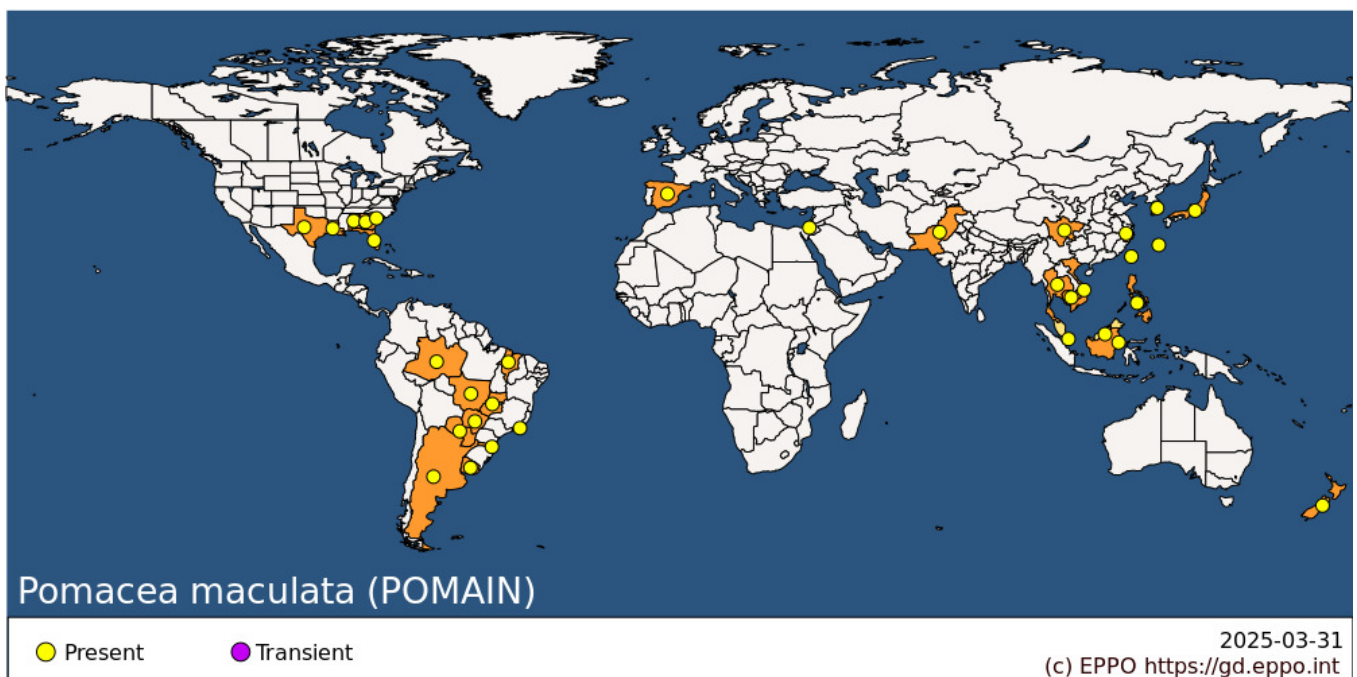 Pomacea maculata (POMAIN)
Present
Transient
2025-03-31
(c) EPPO https://gd.eppo.int